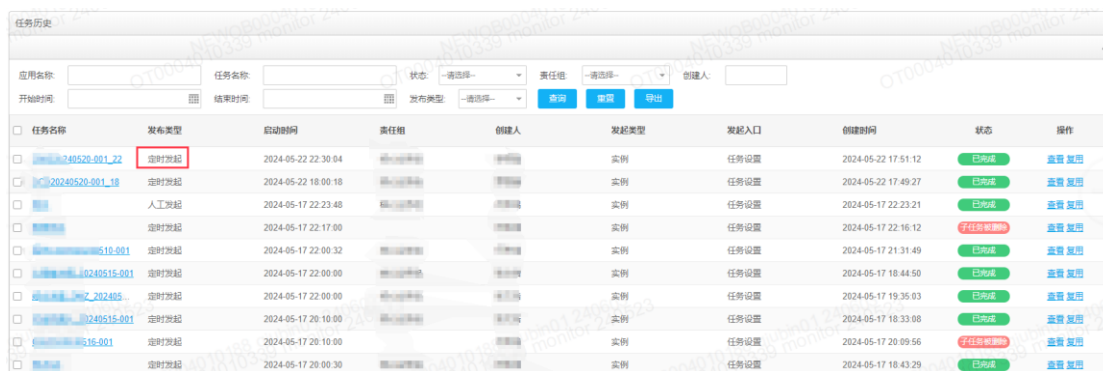 任务历史
应用名称: 任务名称: 状态: --请选择-- 责任组: --请选择-- 创建人:
开始时间: 结束时间: 发布类型: --请选择-- 查询 重置 导出
任务名称 发布类型 启动时间 责任组 创建人 发起类型 发起入口 创建时间 状态 操作
240520-001_22 定时发起 2024-05-22 22:30:04 实例 任务设置 2024-05-22 17:51:12 已完成 查看 复用
20240520-001_18 定时发起 2024-05-22 18:00:18 实例 任务设置 2024-05-22 17:49:27 已完成 查看 复用
人工发起 2024-05-17 22:23:48 实例 任务设置 2024-05-17 22:23:21 已完成 查看 复用
定时发起 2024-05-17 22:17:00 实例 任务设置 2024-05-17 22:16:12 子任务被删除 查看 复用
510-001 定时发起 2024-05-17 22:00:32 实例 任务设置 2024-05-17 21:31:49 已完成 查看 复用
20240515-001 定时发起 2024-05-17 22:00:00 实例 任务设置 2024-05-17 18:44:50 已完成 查看 复用
Z_202405... 定时发起 2024-05-17 22:00:00 实例 任务设置 2024-05-17 19:35:03 已完成 查看 复用
240515-001 定时发起 2024-05-17 20:10:00 实例 任务设置 2024-05-17 18:33:08 已完成 查看 复用
516-001 定时发起 2024-05-17 20:10:00 实例 任务设置 2024-05-17 20:09:56 子任务被删除 查看 复用
定时发起 2024-05-17 20:00:30 实例 任务设置 2024-05-17 18:43:29 已完成 查看 复用